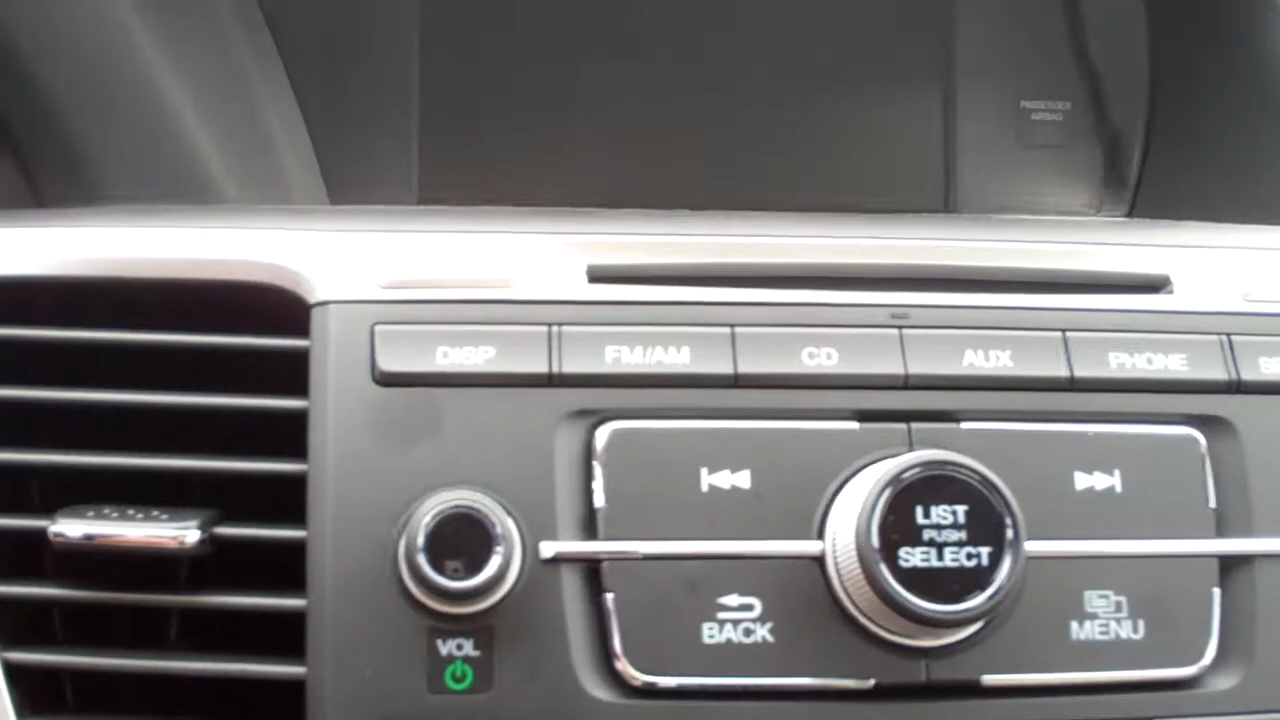 PASSENGER
AIRBAG
DISP
FM/AM
CD
AUX
PHONE
LIST
PUSH
SELECT
BACK
MENU
VOL